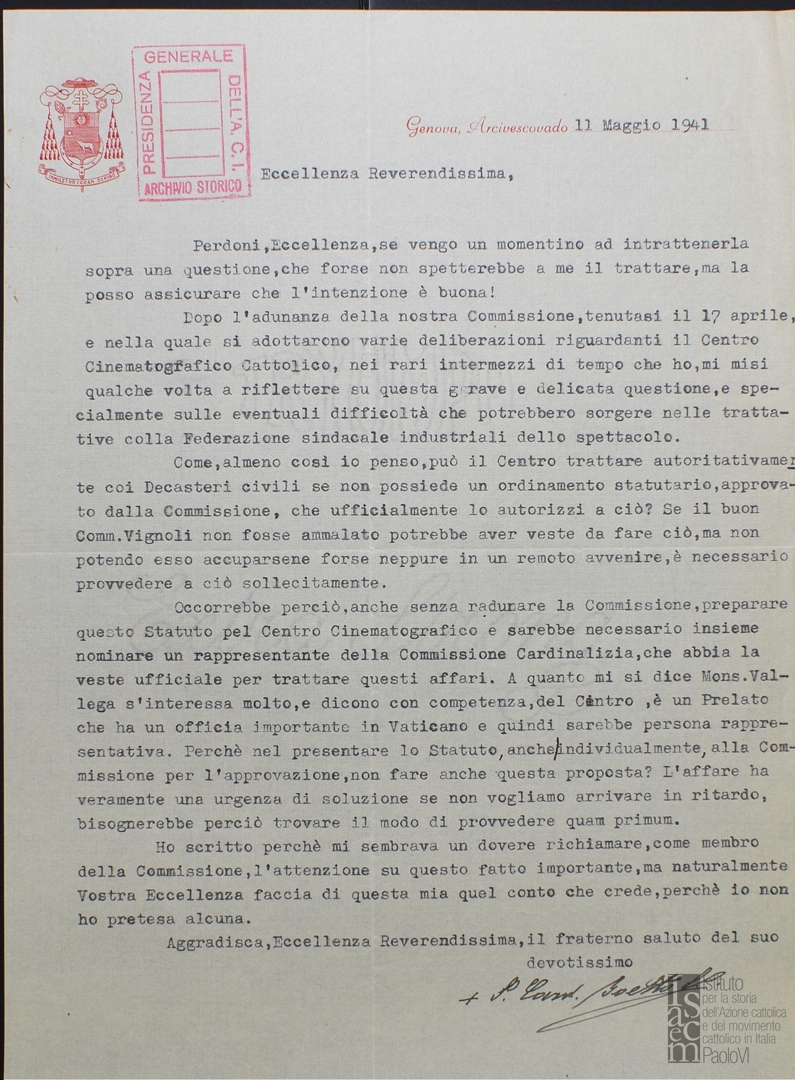 PRESIDENZA GENERALE DELL'A.C.I.
ARCHIVIO STORICO
Genova, Arcivescovado 11 Maggio 1941
Eccellenza Reverendissima,
Perdoni,Eccellenza,se vengo un momentino ad intrattenerla
sopra una questione,che forse non spetterebbe a me il trattare,ma la
posso assicurare che l'intenzione è buona!
Dopo l'adunanza della nostra Commissione,tenutasi il 17 aprile,
e nella quale si adottarono varie deliberazioni riguardanti il Centro
Cinematografico Cattolico, nei rari intermezzi di tempo che ho,mi misi
qualche volta a riflettere su questa grave e delicata questione,e spe-
cialmente sulle eventuali difficoltà che potrebbero sorgere nelle tratta-
tive colla Federazione sindacale industriali dello spettacolo.
Come,almeno così io penso,può il Centro trattare autoritativamen
te coi Decasteri civili se non possiede un ordinamento statutario,approva-
to dalla Commissione, che ufficialmente lo autorizzi a ciò? Se il buon
Comm.Vignoli non fosse ammalato potrebbe aver veste da fare ciò,ma non
potendo esso accuparsene forse neppure in un remoto avvenire,è necessario
provvedere a ciò sollecitamente.
Occorrebbe perciò,anche senza radunare la Commissione,preparare
questo Statuto pel Centro Cinematografico e sarebbe necessario insieme
nominare un rappresentante della Commissione Cardinalizia,che abbia la
veste ufficiale per trattare questi affari. A quanto mi si dice Mons.Val-
lega s'interessa molto,e dicono con competenza,del Centro ,è un Prelato
che ha un officia importante in Vaticano e quindi sarebbe persona rappre-
sentativa. Perchè nel presentare lo Statuto,anche/individualmente,alla Com-
missione per l'approvazione,non fare anche questa proposta? L'affare ha
veramente una urgenza di soluzione se non vogliamo arrivare in ritardo,
bisognerebbe perciò trovare il modo di provvedere quam primum.
Ho scritto perchè mi sembrava un dovere richiamare,come membro
della Commissione,l'attenzione su questo fatto importante,ma naturalmente
Vostra Eccellenza faccia di questa mia quel conto che crede,perchè io non
ho pretesa alcuna.
Aggradisca,Eccellenza Reverendissima,il fraterno saluto del suo
devotissimo
+ P. Card. Boetto
Istituto
per la storia
dell'Azione cattolica
e del movimento
cattolico in Italia
PaoloVI
Isacem